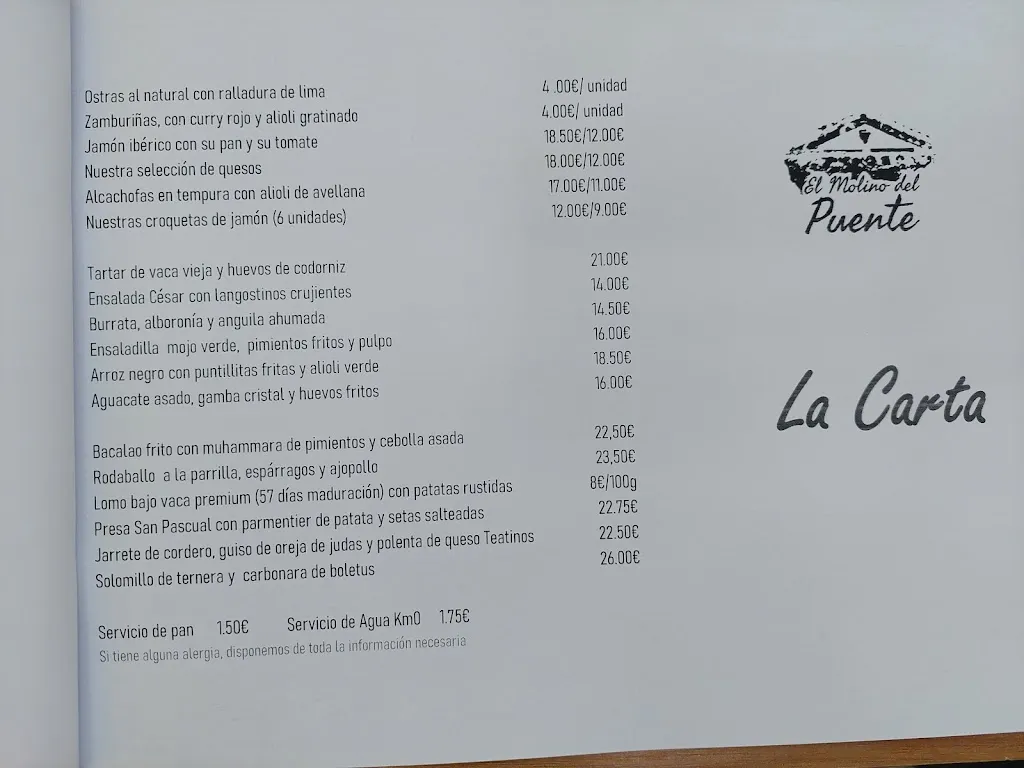 Ostras al natural con ralladura de lima 4 .00€/ unidad
Zamburiñas, con curry rojo y alioli gratinado 4.00€/ unidad
Jamón ibérico con su pan y su tomate 18.50€/12.00€
Nuestra selección de quesos 18.00€/12.00€
Alcachofas en tempura con alioli de avellana 17.00€/11.00€
Nuestras croquetas de jamón (6 unidades) 12.00€/9.00€
Tartar de vaca vieja y huevos de codorniz 21.00€
Ensalada César con langostinos crujientes 14.00€
Burrata, alboronía y anguila ahumada 14.50€
Ensaladilla mojo verde, pimientos fritos y pulpo 16.00€
Arroz negro con puntillitas fritas y alioli verde 18.50€
Aguacate asado, gamba cristal y huevos fritos 16.00€
Bacalao frito con muhammara de pimientos y cebolla asada 22,50€
Rodaballo a la parrilla, espárragos y ajopollo 23,50€
Lomo bajo vaca premium (57 días maduración) con patatas rustidas 8€/100g
Presa San Pascual con parmentier de patata y setas salteadas 22.75€
Jarrete de cordero, guiso de oreja de judas y polenta de queso Teatinos 22.50€
Solomillo de ternera y carbonara de boletus 26.00€
Servicio de pan 1.50€ Servicio de Agua Km0 1.75€
Si tiene alguna alergia, disponemos de toda la información necesaria
El Molino del
Puente
La Carta